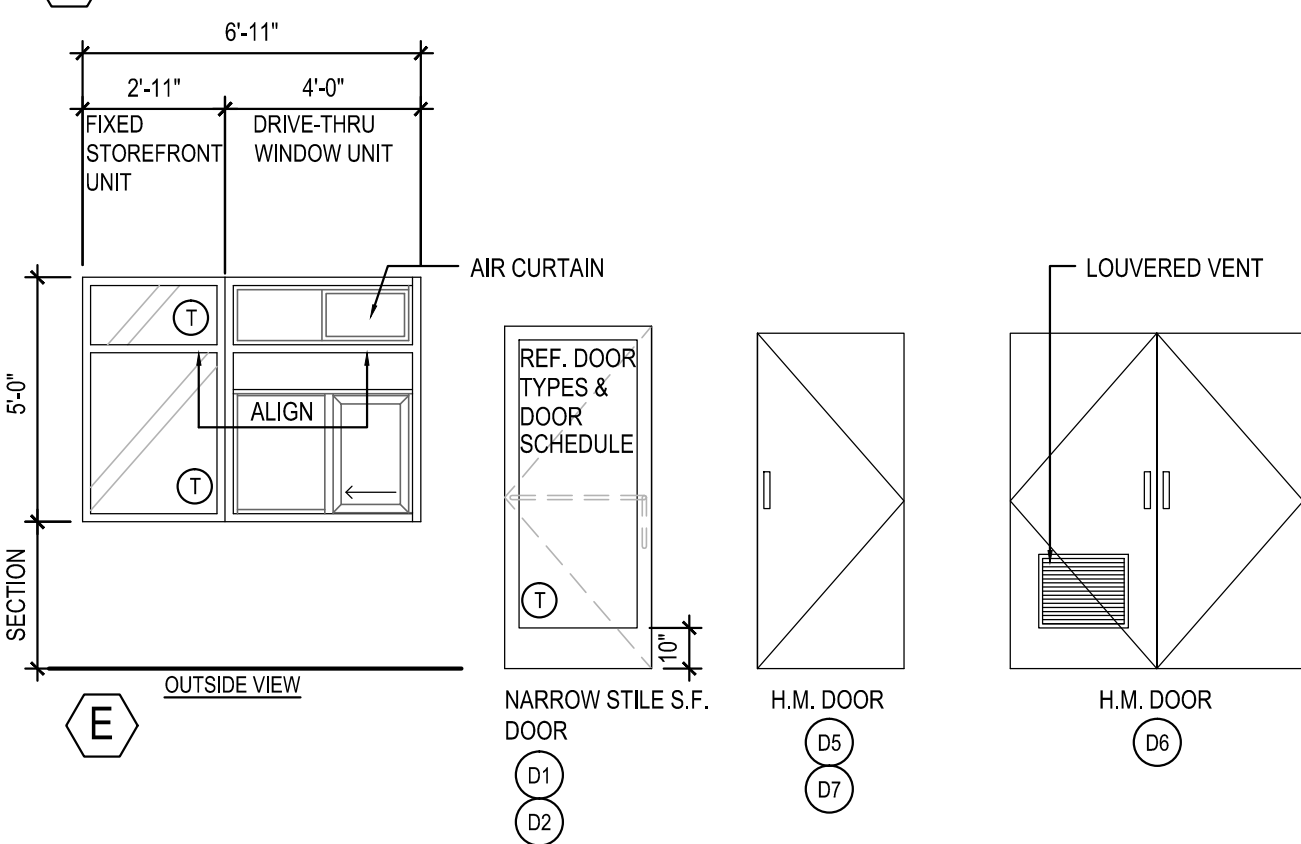 6'-11"
2'-11"
4'-0"
FIXED
STOREFRONT
UNIT
DRIVE-THRU
WINDOW UNIT
AIR CURTAIN
T
ALIGN
T
5'-0"
SECTION
OUTSIDE VIEW
E
REF. DOOR
TYPES &
DOOR
SCHEDULE
T
10"
NARROW STILE S.F.
DOOR
D1
D2
H.M. DOOR
D5
D7
LOUVERED VENT
H.M. DOOR
D6